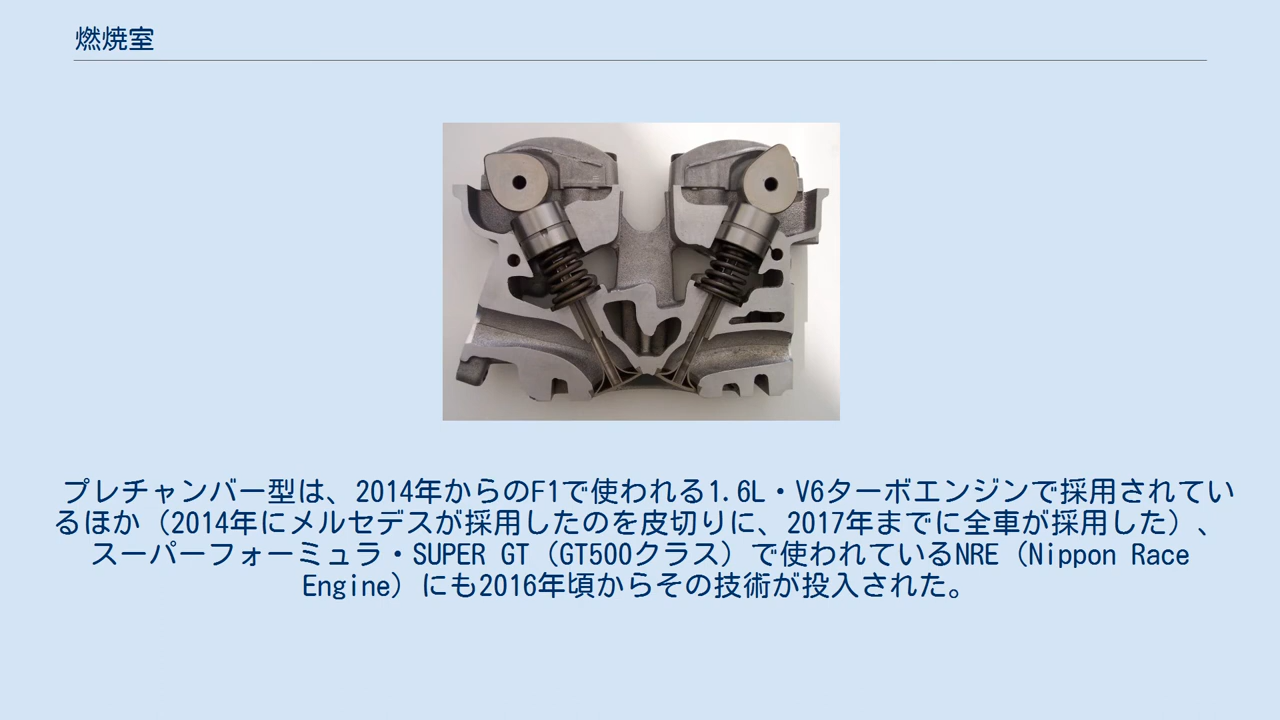 燃焼室
プレチャンバー型は、2014年からのF1で使われる1.6L・V6ターボエンジンで採用されてい
るほか（2014年にメルセデスが採用したのを皮切りに、2017年までに全車が採用した）、
スーパーフォーミュラ・SUPER GT（GT500クラス）で使われているNRE（Nippon Race
Engine）にも2016年頃からその技術が投入された。